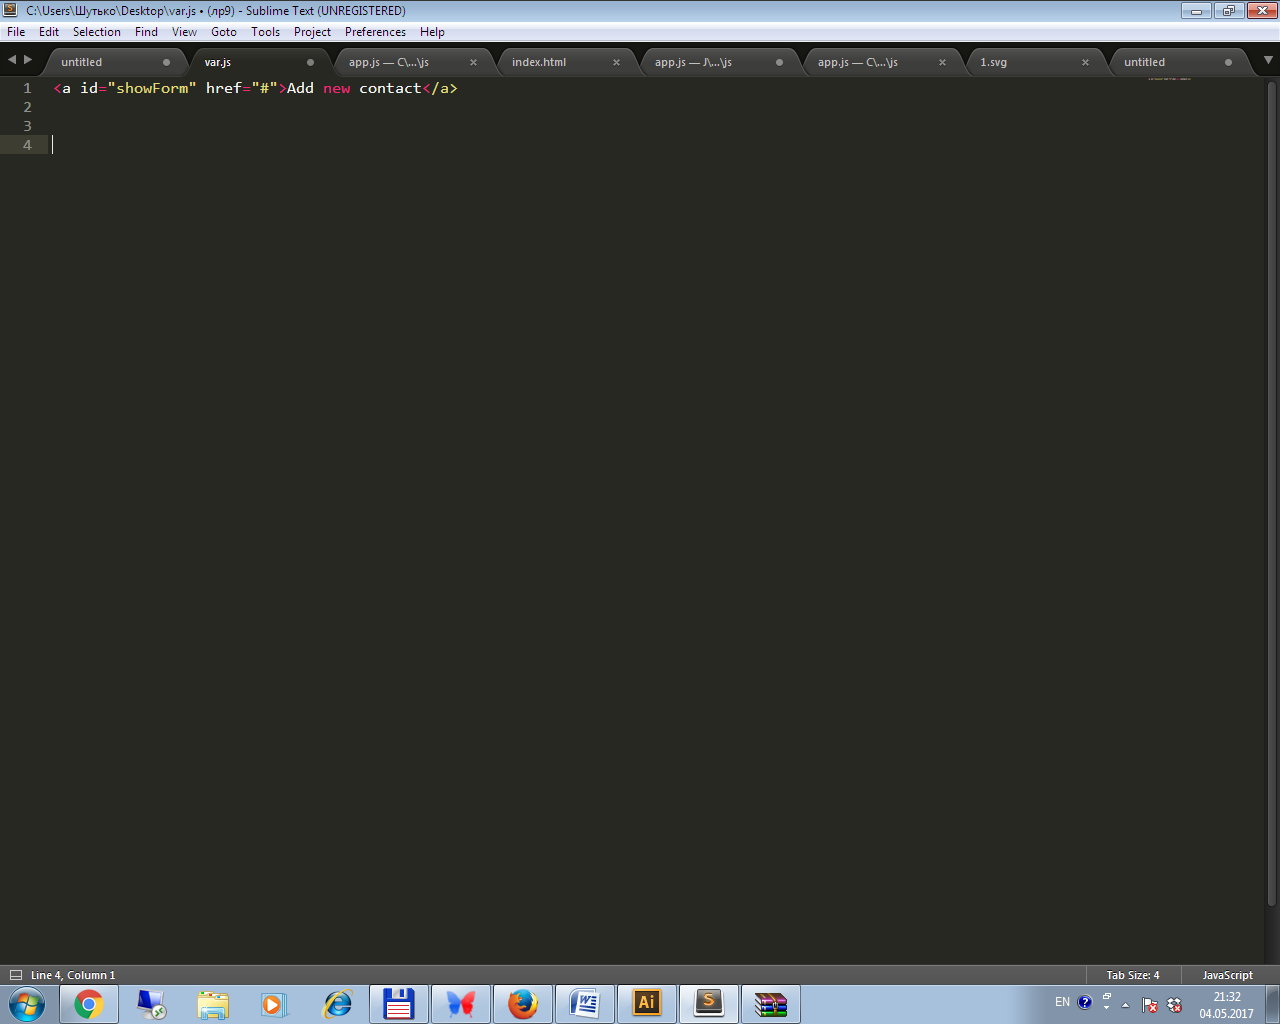 C:\Users\Шутько\Desktop\var.js • (лр9) - Sublime Text (UNREGISTERED)
File Edit Selection Find View Goto Tools Project Preferences Help
untitled var.js app.js — C\...\js index.html app.js — J\...\js app.js — C\...\js 1.svg untitled
1 <a id="showForm" href="#">Add new contact</a>
2
3
4
Line 4, Column 1 Tab Size: 4 JavaScript
W Ai S
EN ? 21:32
04.05.2017